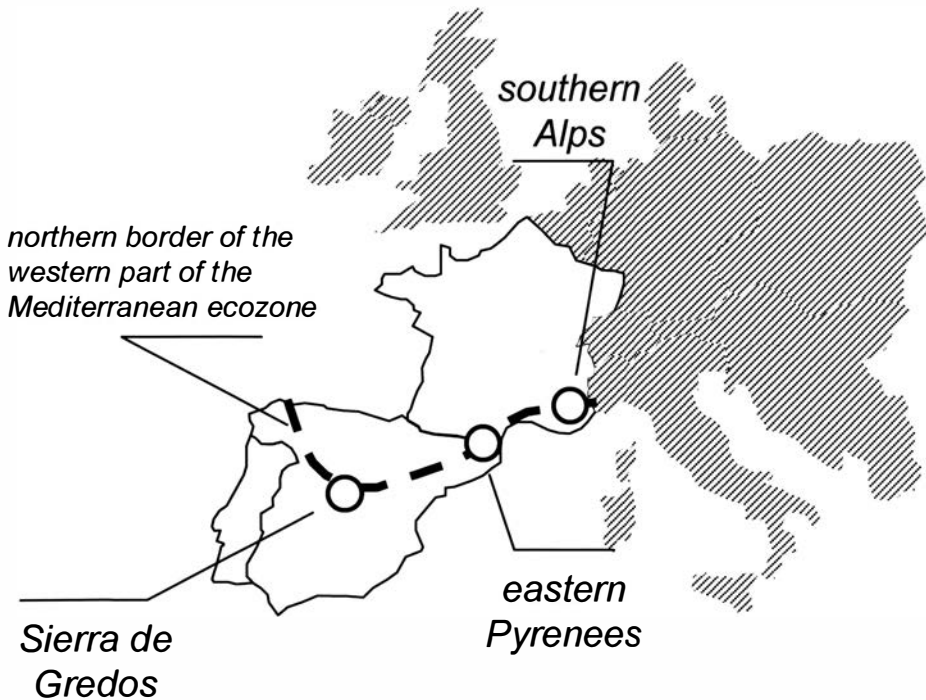 southern
Alps
northern border of the
western part of the
Mediterranean ecozone
eastern
Pyrenees
Sierra de
Gredos